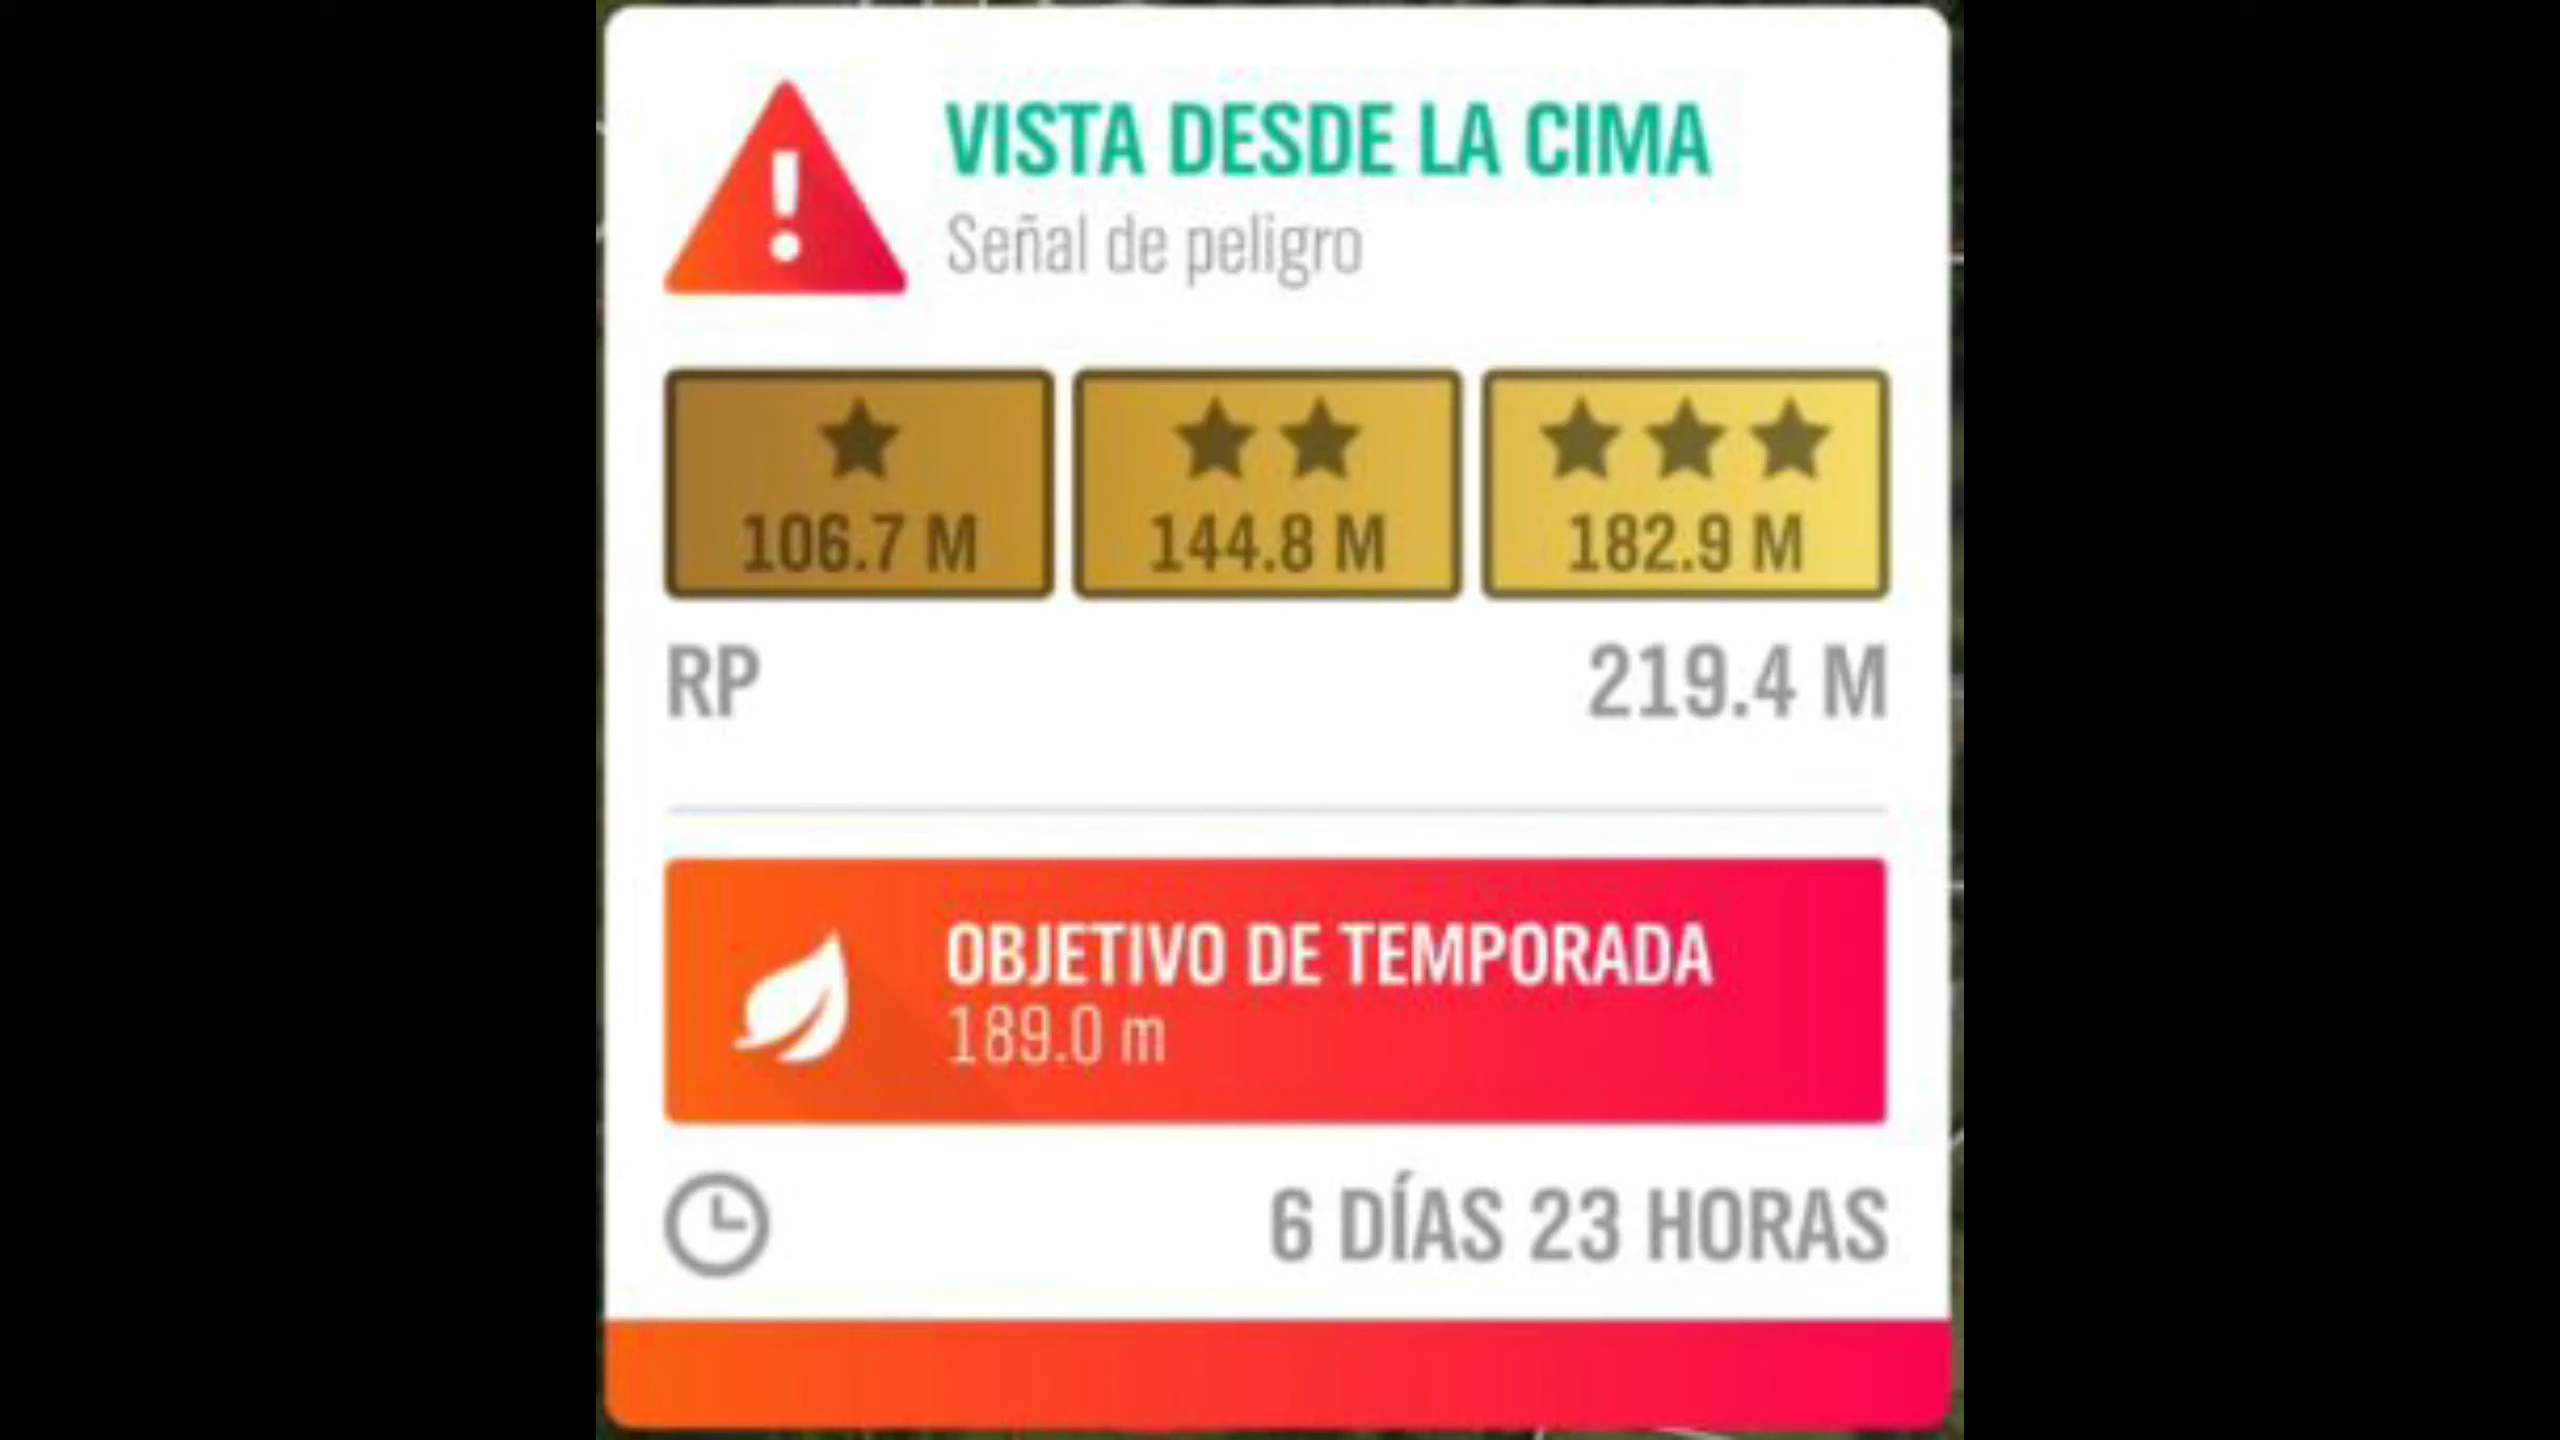 VISTA DESDE LA CIMA
Señal de peligro
106.7 M
144.8 M
182.9 M
RP
219.4 M
OBJETIVO DE TEMPORADA
189.0 m
6 DÍAS 23 HORAS